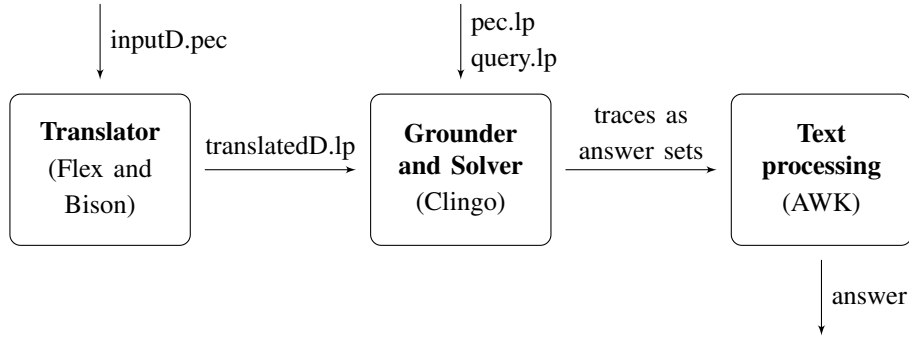 inputD.pec
pec.lp
query.lp
Translator
(Flex and
Bison)
translatedD.lp
Grounder
and Solver
(Clingo)
traces as
answer sets
Text
processing
(AWK)
answer